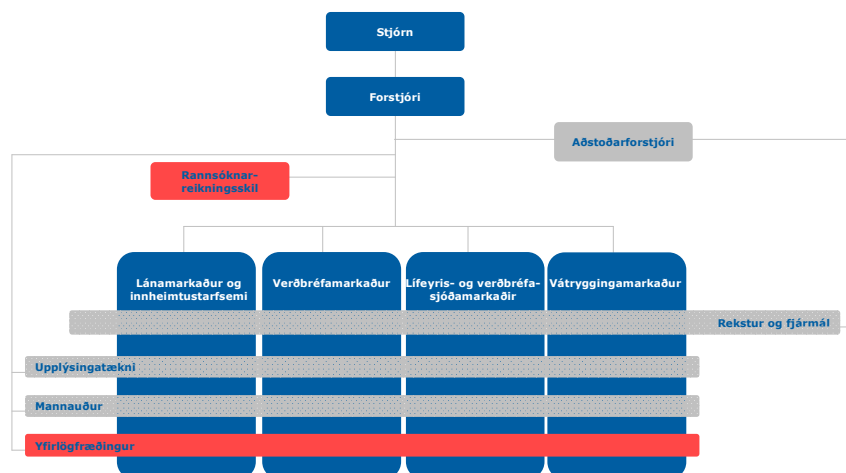 Stjórn
Forstjóri
Aðstoðarforstjóri
Rannsóknar-
reikningsskil
Lánamarkaður og
innheimtustarfsemi
Verðbréfamarkaður
Lífeyris- og verðbréfa-
sjóðamarkaðir
Vátryggingamarkaður
Rekstur og fjármál
Upplýsingatækni
Mannauður
Yfirlögfræðingur